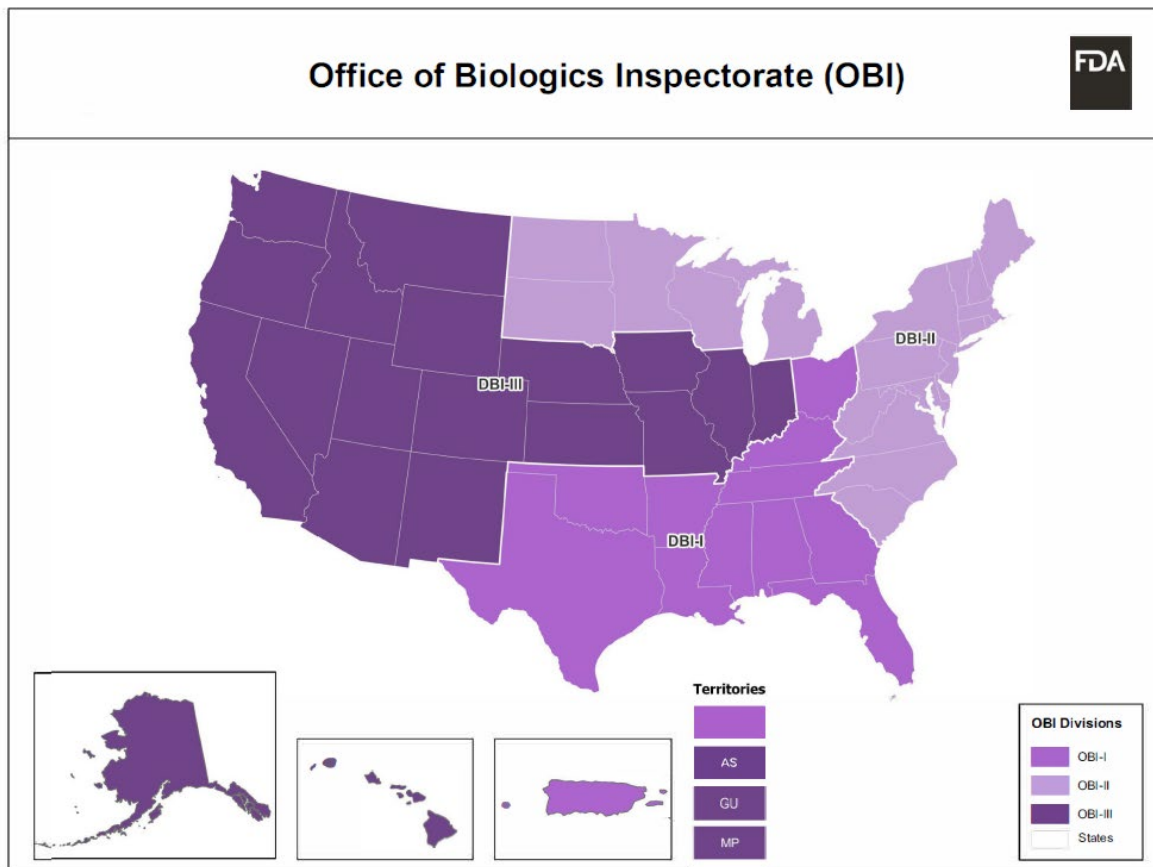 Office of Biologics Inspectorate (OBI)
FDA
DBI-II
DBI-III
DBI-I
Territories
AS
GU
MP
OBI Divisions
OBI-I
OBI-II
OBI-III
States